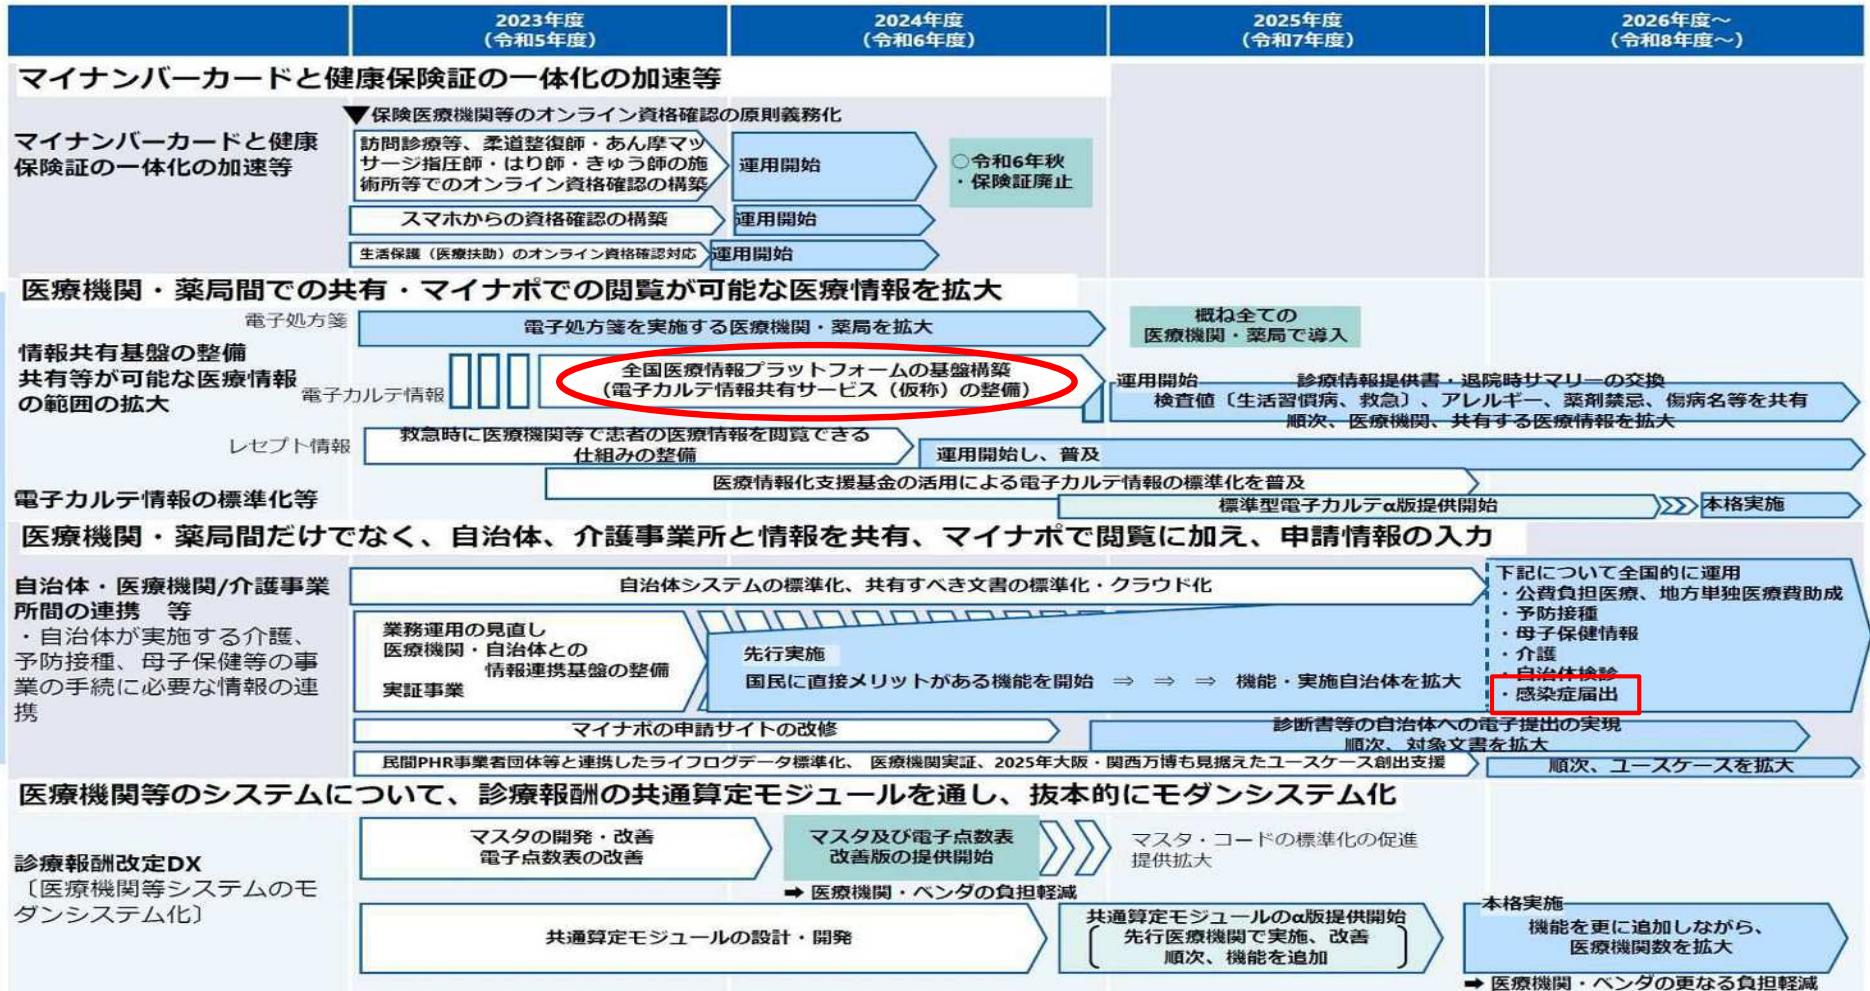 2023年度
(令和5年度)
2024年度
(令和6年度)
2025年度
(令和7年度)
2026年度～
(令和8年度～)
マイナンバーカードと健康保険証の一体化の加速等
マイナンバーカードと健康
保険証の一体化の加速等
▼保険医療機関等のオンライン資格確認の原則義務化
訪問診療等、柔道整復師・あん摩マッ
サージ指圧師・はり師・きゅう師の施
術所等でのオンライン資格確認の構築
運用開始
○令和6年秋
・保険証廃止
スマホからの資格確認の構築
運用開始
生活保護（医療扶助）のオンライン資格確認対応
運用開始
医療機関・薬局間での共有・マイナポでの閲覧が可能な医療情報を拡大
電子処方箋
電子処方箋を実施する医療機関・薬局を拡大
概ね全ての
医療機関・薬局で導入
情報共有基盤の整備
共有等が可能な医療情報
の範囲の拡大
電子カルテ情報
全国医療情報プラットフォームの基盤構築
（電子カルテ情報共有サービス（仮称）の整備）
運用開始
診療情報提供書・退院時サマリーの交換
検査値〔生活習慣病、救急〕、アレルギー、薬剤禁忌、傷病名等を共有
順次、医療機関、共有する医療情報を拡大
レセプト情報
救急時に医療機関等で患者の医療情報を閲覧できる
仕組みの整備
運用開始し、普及
電子カルテ情報の標準化等
医療情報化支援基金の活用による電子カルテ情報の標準化を普及
標準型電子カルテα版提供開始
本格実施
医療機関・薬局間だけでなく、自治体、介護事業所と情報を共有、マイナポで閲覧に加え、申請情報の入力
自治体・医療機関/介護事業
所間の連携　等
・自治体が実施する介護、
予防接種、母子保健等の事
業の手続に必要な情報の連
携
自治体システムの標準化、共有すべき文書の標準化・クラウド化
業務運用の見直し
医療機関・自治体との
情報連携基盤の整備
実証事業
先行実施
国民に直接メリットがある機能を開始　⇒　⇒　⇒　機能・実施自治体を拡大
下記について全国的に運用
・公費負担医療、地方単独医療費助成
・予防接種
・母子保健情報
・介護
・自治体検診
・感染症届出
マイナポの申請サイトの改修
診断書等の自治体への電子提出の実現
順次、対象文書を拡大
民間PHR事業者団体等と連携したライフログデータ標準化、 医療機関実証、2025年大阪・関西万博も見据えたユースケース創出支援
順次、ユースケースを拡大
医療機関等のシステムについて、診療報酬の共通算定モジュールを通し、抜本的にモダンシステム化
診療報酬改定DX
〔医療機関等システムのモ
ダンシステム化〕
マスタの開発・改善
電子点数表の改善
マスタ及び電子点数表
改善版の提供開始
マスタ・コードの標準化の促進
提供拡大
➡ 医療機関・ベンダの負担軽減
共通算定モジュールの設計・開発
共通算定モジュールのα版提供開始
先行医療機関で実施、改善
順次、機能を追加
本格実施
機能を更に追加しながら、
医療機関数を拡大
➡ 医療機関・ベンダの更なる負担軽減